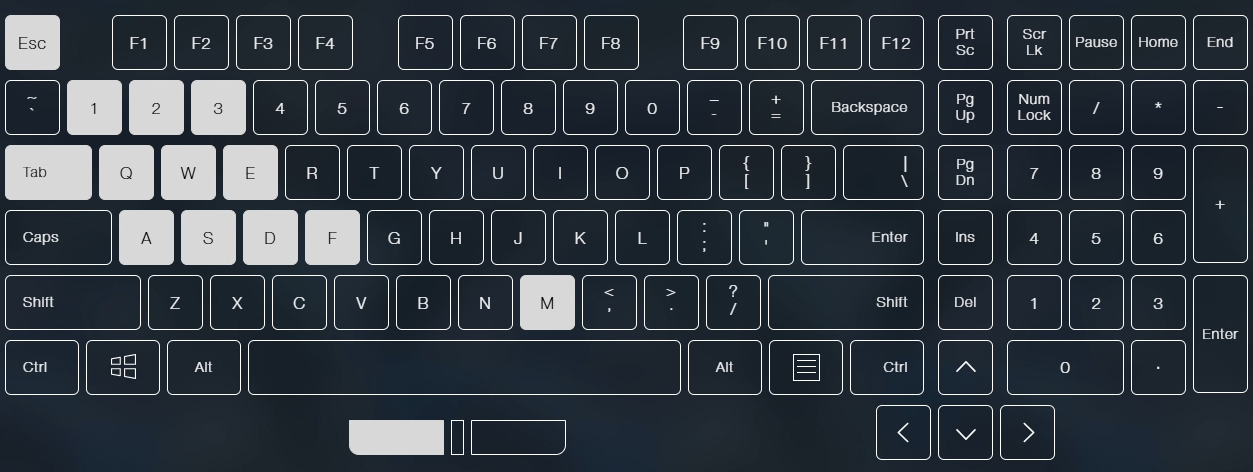 Esc F1 F2 F3 F4 F5 F6 F7 F8 F9 F10 F11 F12 Prt Sc Scr Lk Pause Home End
~ ` 1 2 3 4 5 6 7 8 9 0 _ - + = Backspace Pg Up Num Lock / * -
Tab Q W E R T Y U I O P { [ } ] | \ Pg Dn 7 8 9 +
Caps A S D F G H J K L : ; " ' Enter Ins 4 5 6
Shift Z X C V B N M < , > . ? / Shift Del 1 2 3 Enter
Ctrl Alt Alt Ctrl 0 .